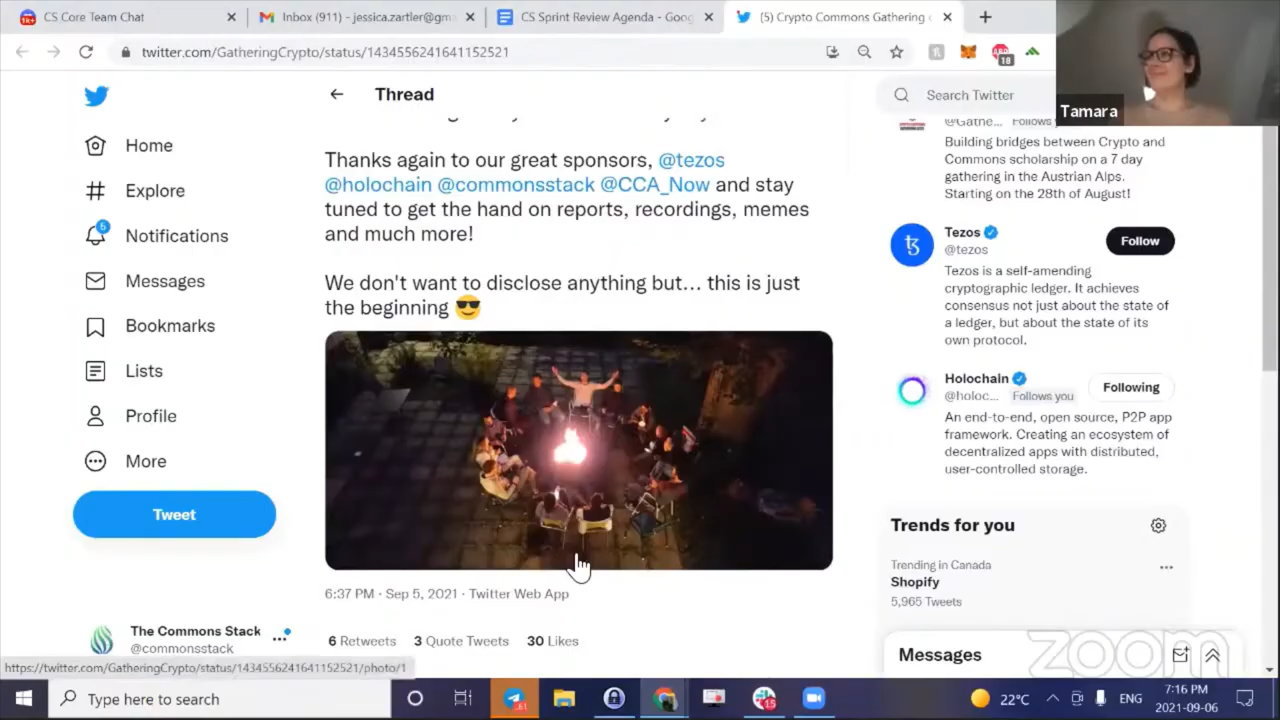 CS Core Team Chat
Inbox (911) - jessica.zartler@gm
CS Sprint Review Agenda - Goog
(5) Crypto Commons Gathering
twitter.com/GatheringCrypto/status/1434556241641152521
18
Tamara
Home
Explore
5
Notifications
Messages
Bookmarks
Lists
Profile
More
Tweet
The Commons Stack
@commonsstack
Thread
Thanks again to our great sponsors, @tezos
@holochain @commonsstack @CCA_Now and stay
tuned to get the hand on reports, recordings, memes
and much more!
We don't want to disclose anything but... this is just
the beginning 😎
6:37 PM · Sep 5, 2021 · Twitter Web App
6 Retweets 3 Quote Tweets 30 Likes
Search Twitter
@Gathe... Follows
Building bridges between Crypto and
Commons scholarship on a 7 day
gathering in the Austrian Alps.
Starting on the 28th of August!
Tezos
@tezos
Follow
Tezos is a self-amending
cryptographic ledger. It achieves
consensus not just about the state of
a ledger, but about the state of its
own protocol.
Holochain
@holoc... Follows you
Following
An end-to-end, open source, P2P app
framework. Creating an ecosystem of
decentralized apps with distributed,
user-controlled storage.
Trends for you
Trending in Canada
Shopify
5,965 Tweets
Messages
zoom
https://twitter.com/GatheringCrypto/status/1434556241641152521/photo/1
Type here to search
22°C
ENG
7:16 PM
2021-09-06